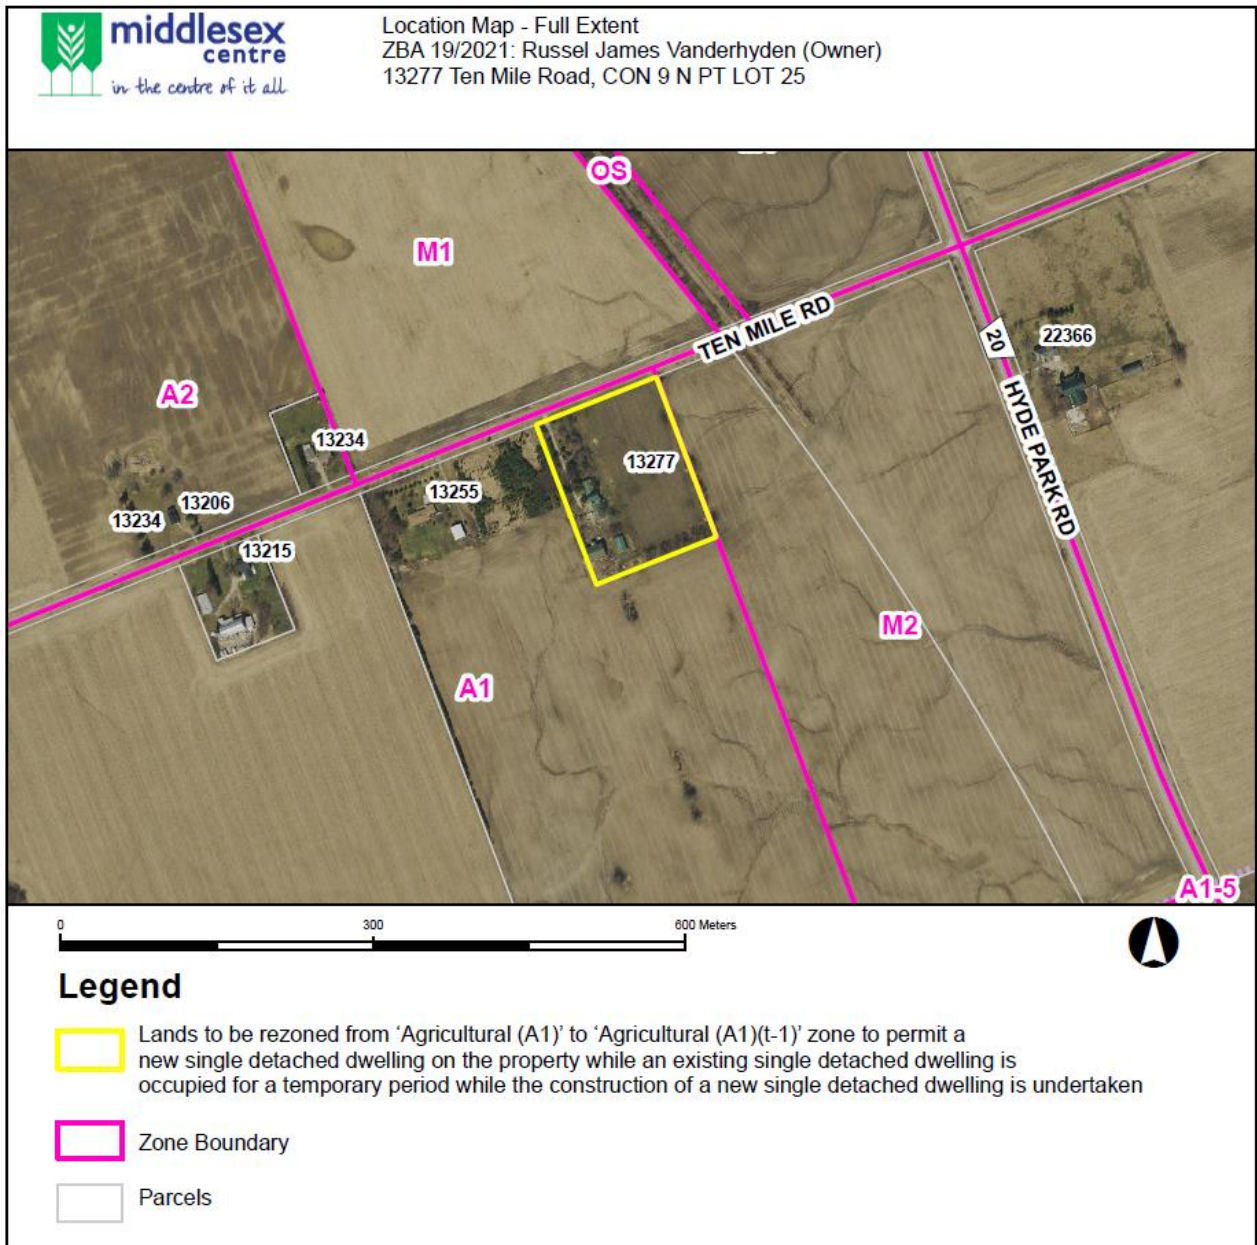 middlesex
centre
in the centre of it all
Location Map - Full Extent
ZBA 19/2021: Russel James Vanderhyden (Owner)
13277 Ten Mile Road, CON 9 N PT LOT 25
OS
M1
TEN MILE RD
20
22366
HYDE PARK RD
A2
13234
13277
13255
13206
13234
13215
M2
A1
A1-5
0 300 600 Meters
Legend
Lands to be rezoned from ‘Agricultural (A1)’ to ‘Agricultural (A1)(t-1)’ zone to permit a
new single detached dwelling on the property while an existing single detached dwelling is
occupied for a temporary period while the construction of a new single detached dwelling is undertaken
Zone Boundary
Parcels